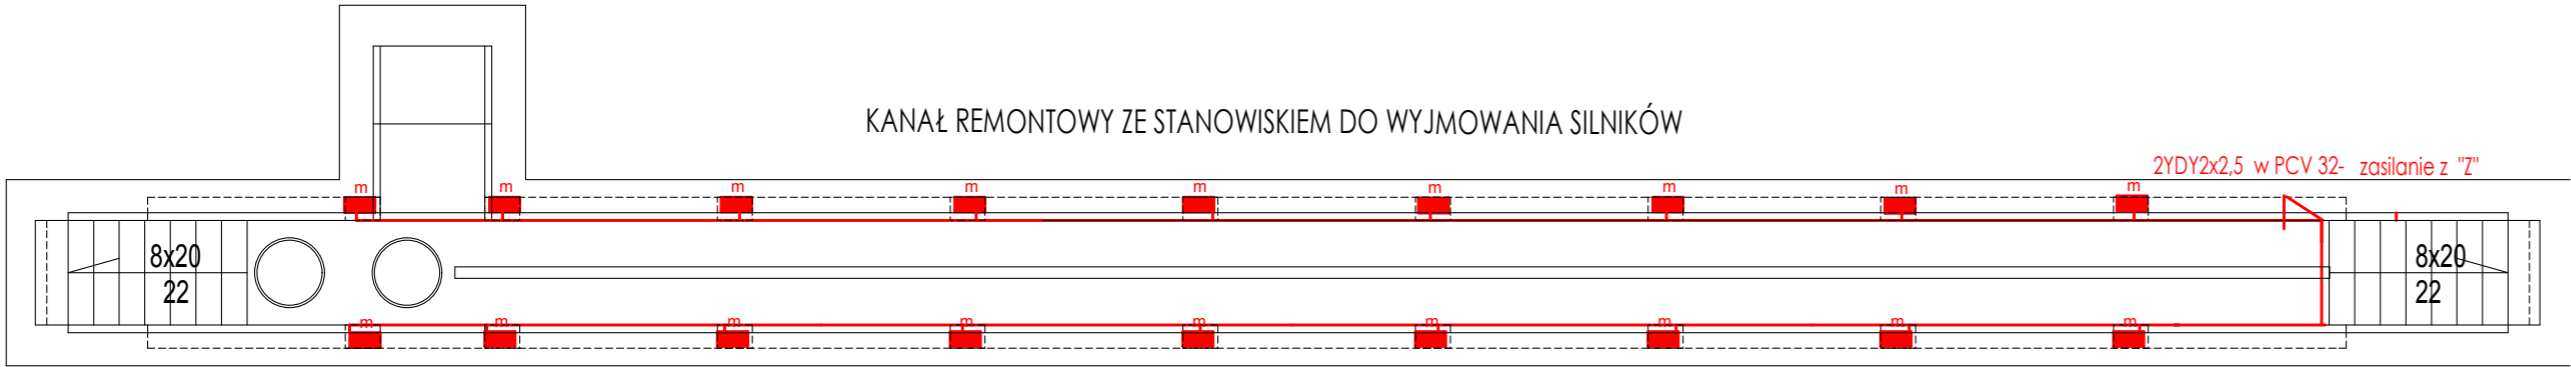 KANAŁ REMONTOWY ZE STANOWISKIEM DO WYJMOWANIA SILNIKÓW
2YDY2x2,5 w PCV 32- zasilanie z "Z"
m m m m m m m m m
8x20
22
8x20
22
m m m m m m m m m